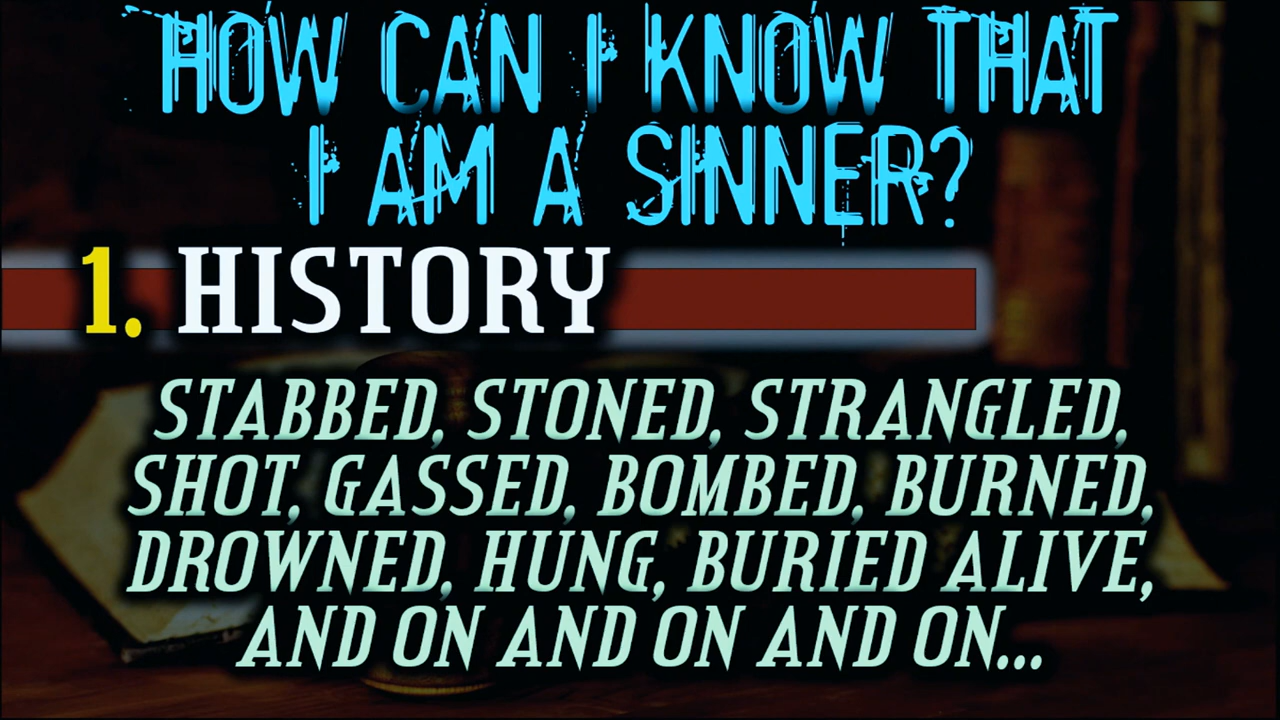 HOW CAN I KNOW THAT
I AM A SINNER?
1. HISTORY
STABBED, STONED, STRANGLED,
SHOT, GASSED, BOMBED, BURNED,
DROWNED, HUNG, BURIED ALIVE,
AND ON AND ON AND ON...